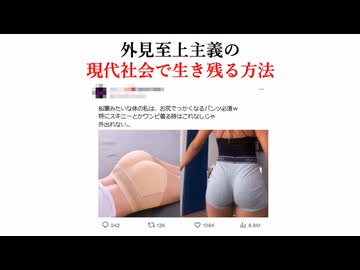 外見至上主義の
現代社会で生き残る方法
鉛筆みたいな体の私は、お尻でっかくなるパンツ必須w
特にスキニーとかワンピ着る時はこれなしじゃ
外出れない...
242
13K
106K
8.8M